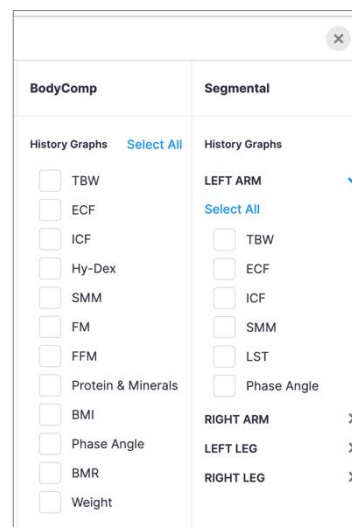 BodyComp
History Graphs Select All
TBW
ECF
ICF
Hy-Dex
SMM
FM
FFM
Protein & Minerals
BMI
Phase Angle
BMR
Weight
Segmental
History Graphs
LEFT ARM
Select All
TBW
ECF
ICF
SMM
LST
Phase Angle
RIGHT ARM
LEFT LEG
RIGHT LEG